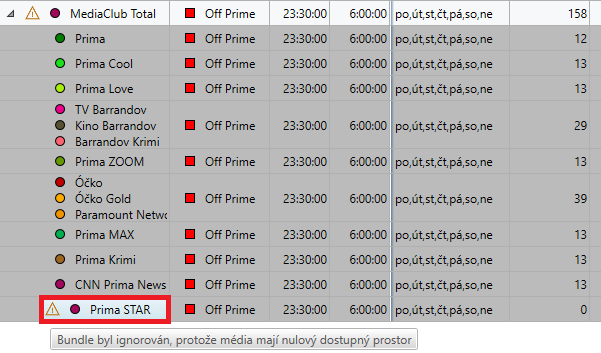 MediaClub Total Off Prime 23:30:00 6:00:00 po,út,st,čt,pá,so,ne 158
Prima Off Prime 23:30:00 6:00:00 po,út,st,čt,pá,so,ne 12
Prima Cool Off Prime 23:30:00 6:00:00 po,út,st,čt,pá,so,ne 13
Prima Love Off Prime 23:30:00 6:00:00 po,út,st,čt,pá,so,ne 13
TV Barrandov
Kino Barrandov Off Prime 23:30:00 6:00:00 po,út,st,čt,pá,so,ne 29
Barrandov Krimi
Prima ZOOM Off Prime 23:30:00 6:00:00 po,út,st,čt,pá,so,ne 13
Óčko
Óčko Gold Off Prime 23:30:00 6:00:00 po,út,st,čt,pá,so,ne 39
Paramount Netwo
Prima MAX Off Prime 23:30:00 6:00:00 po,út,st,čt,pá,so,ne 13
Prima Krimi Off Prime 23:30:00 6:00:00 po,út,st,čt,pá,so,ne 13
CNN Prima News Off Prime 23:30:00 6:00:00 po,út,st,čt,pá,so,ne 13
Prima STAR Off Prime 23:30:00 6:00:00 po,út,st,čt,pá,so,ne 0
Bundle byl ignorován, protože média mají nulový dostupný prostor